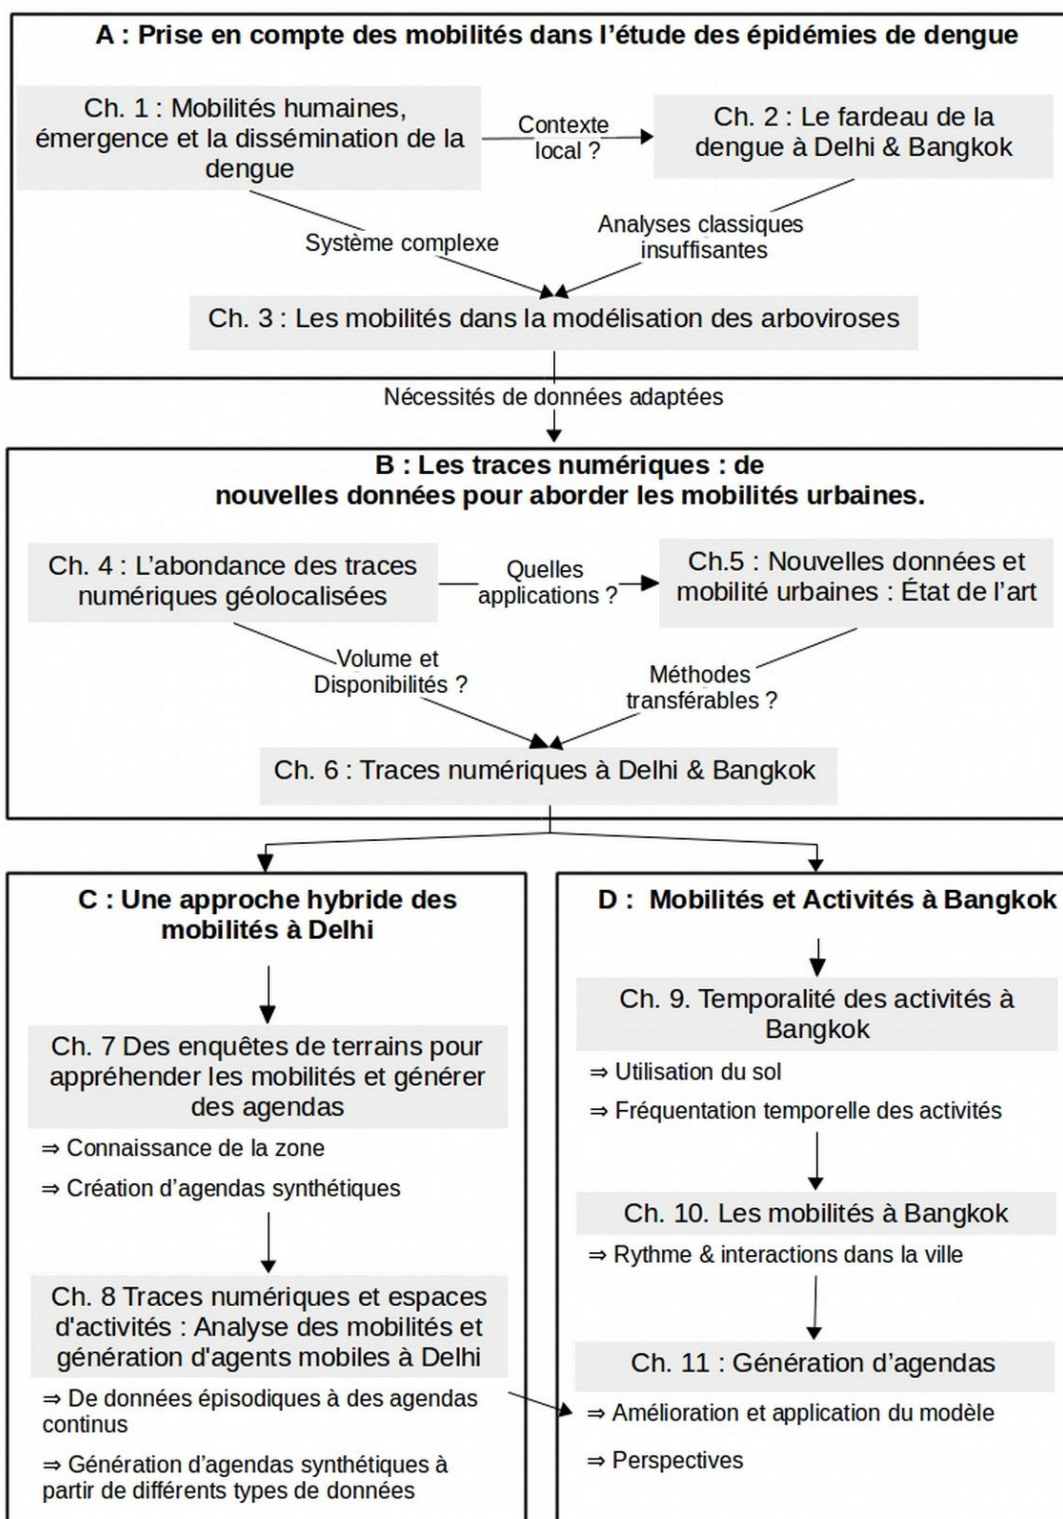 A : Prise en compte des mobilités dans l'étude des épidémies de dengue
Ch. 1 : Mobilités humaines,
émergence et la dissémination de la
dengue
Contexte
local ?
Ch. 2 : Le fardeau de la
dengue à Delhi & Bangkok
Système complexe
Analyses classiques
insuffisantes
Ch. 3 : Les mobilités dans la modélisation des arboviroses
Nécessités de données adaptées
B : Les traces numériques : de
nouvelles données pour aborder les mobilités urbaines.
Ch. 4 : L'abondance des traces
numériques géolocalisées
Quelles
applications ?
Ch.5 : Nouvelles données et
mobilité urbaines : État de l'art
Volume et
Disponibilités ?
Méthodes
transférables ?
Ch. 6 : Traces numériques à Delhi & Bangkok
C : Une approche hybride des
mobilités à Delhi
Ch. 7 Des enquêtes de terrains pour
appréhender les mobilités et générer
des agendas
⇒ Connaissance de la zone
⇒ Création d'agendas synthétiques
Ch. 8 Traces numériques et espaces
d'activités : Analyse des mobilités et
génération d'agents mobiles à Delhi
⇒ De données épisodiques à des agendas
continus
⇒ Génération d'agendas synthétiques à
partir de différents types de données
D : Mobilités et Activités à Bangkok
Ch. 9. Temporalité des activités à
Bangkok
⇒ Utilisation du sol
⇒ Fréquentation temporelle des activités
Ch. 10. Les mobilités à Bangkok
⇒ Rythme & interactions dans la ville
Ch. 11 : Génération d'agendas
⇒ Amélioration et application du modèle
⇒ Perspectives